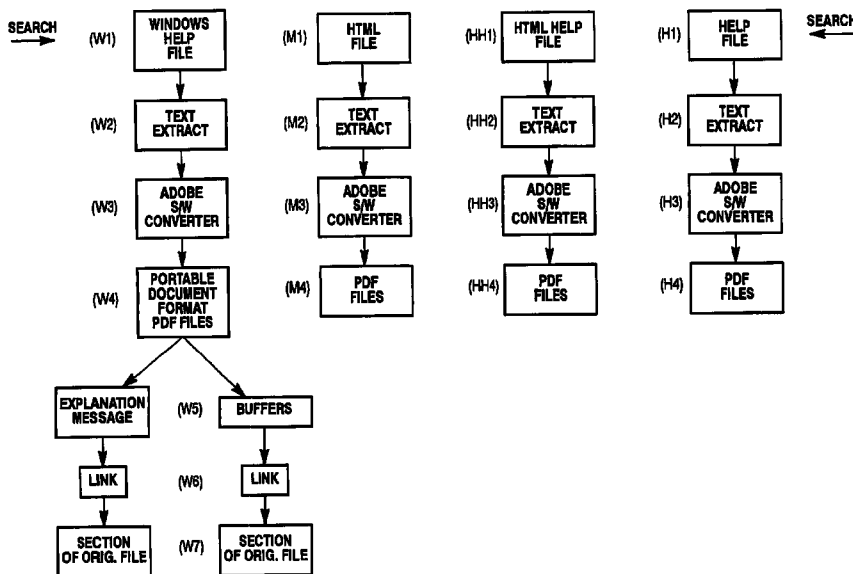 SEARCH
(W1)
WINDOWS
HELP
FILE
(M1)
HTML
FILE
(HH1)
HTML HELP
FILE
(H1)
HELP
FILE
SEARCH
(W2)
TEXT
EXTRACT
(M2)
TEXT
EXTRACT
(HH2)
TEXT
EXTRACT
(H2)
TEXT
EXTRACT
(W3)
ADOBE
S/W
CONVERTER
(M3)
ADOBE
S/W
CONVERTER
(HH3)
ADOBE
S/W
CONVERTER
(H3)
ADOBE
S/W
CONVERTER
(W4)
PORTABLE
DOCUMENT
FORMAT
PDF FILES
(M4)
PDF
FILES
(HH4)
PDF
FILES
(H4)
PDF
FILES
EXPLANATION
MESSAGE
(W5)
BUFFERS
LINK
(W6)
LINK
SECTION
OF ORIG. FILE
(W7)
SECTION
OF ORIG. FILE